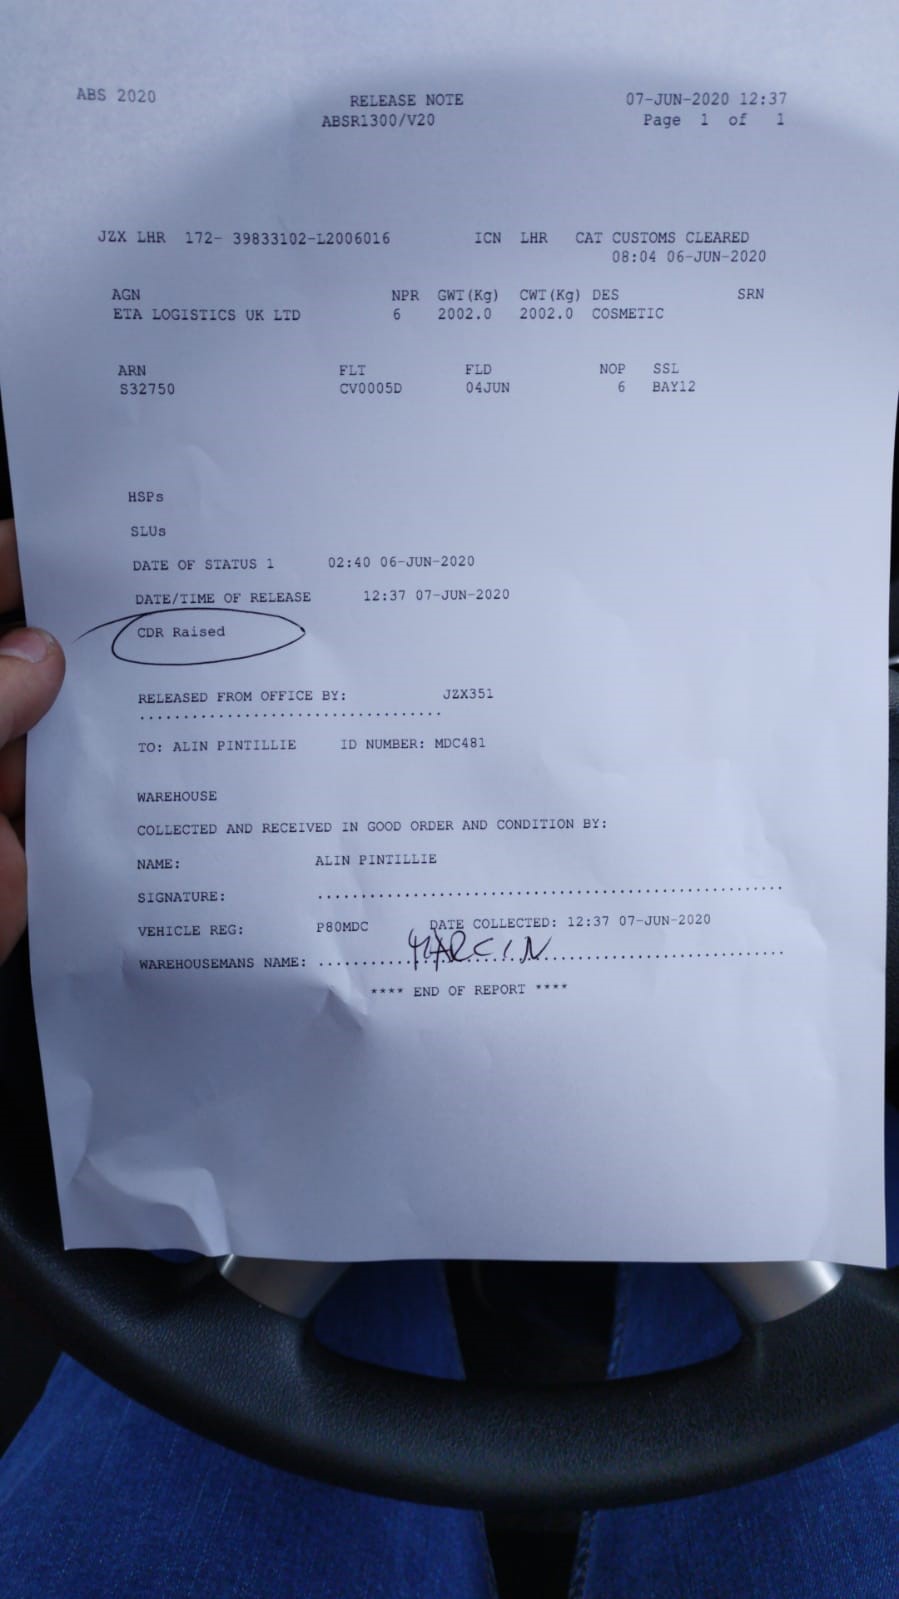 ABS 2020 RELEASE NOTE 07-JUN-2020 12:37
ABSR1300/V20 Page 1 of 1
JZX LHR 172- 39833102-L2006016 ICN LHR CAT CUSTOMS CLEARED
08:04 06-JUN-2020
AGN NPR GWT(Kg) CWT(Kg) DES SRN
ETA LOGISTICS UK LTD 6 2002.0 2002.0 COSMETIC
ARN FLT FLD NOP SSL
S32750 CV0005D 04JUN 6 BAY12
HSPs
SLUs
DATE OF STATUS 1 02:40 06-JUN-2020
DATE/TIME OF RELEASE 12:37 07-JUN-2020
CDR Raised
RELEASED FROM OFFICE BY: JZX351
...................................
TO: ALIN PINTILLIE ID NUMBER: MDC481
WAREHOUSE
COLLECTED AND RECEIVED IN GOOD ORDER AND CONDITION BY:
NAME: ALIN PINTILLIE
SIGNATURE: ......................................................
VEHICLE REG: P80MDC DATE COLLECTED: 12:37 07-JUN-2020
WAREHOUSEMANS NAME: MARCIN
**** END OF REPORT ****